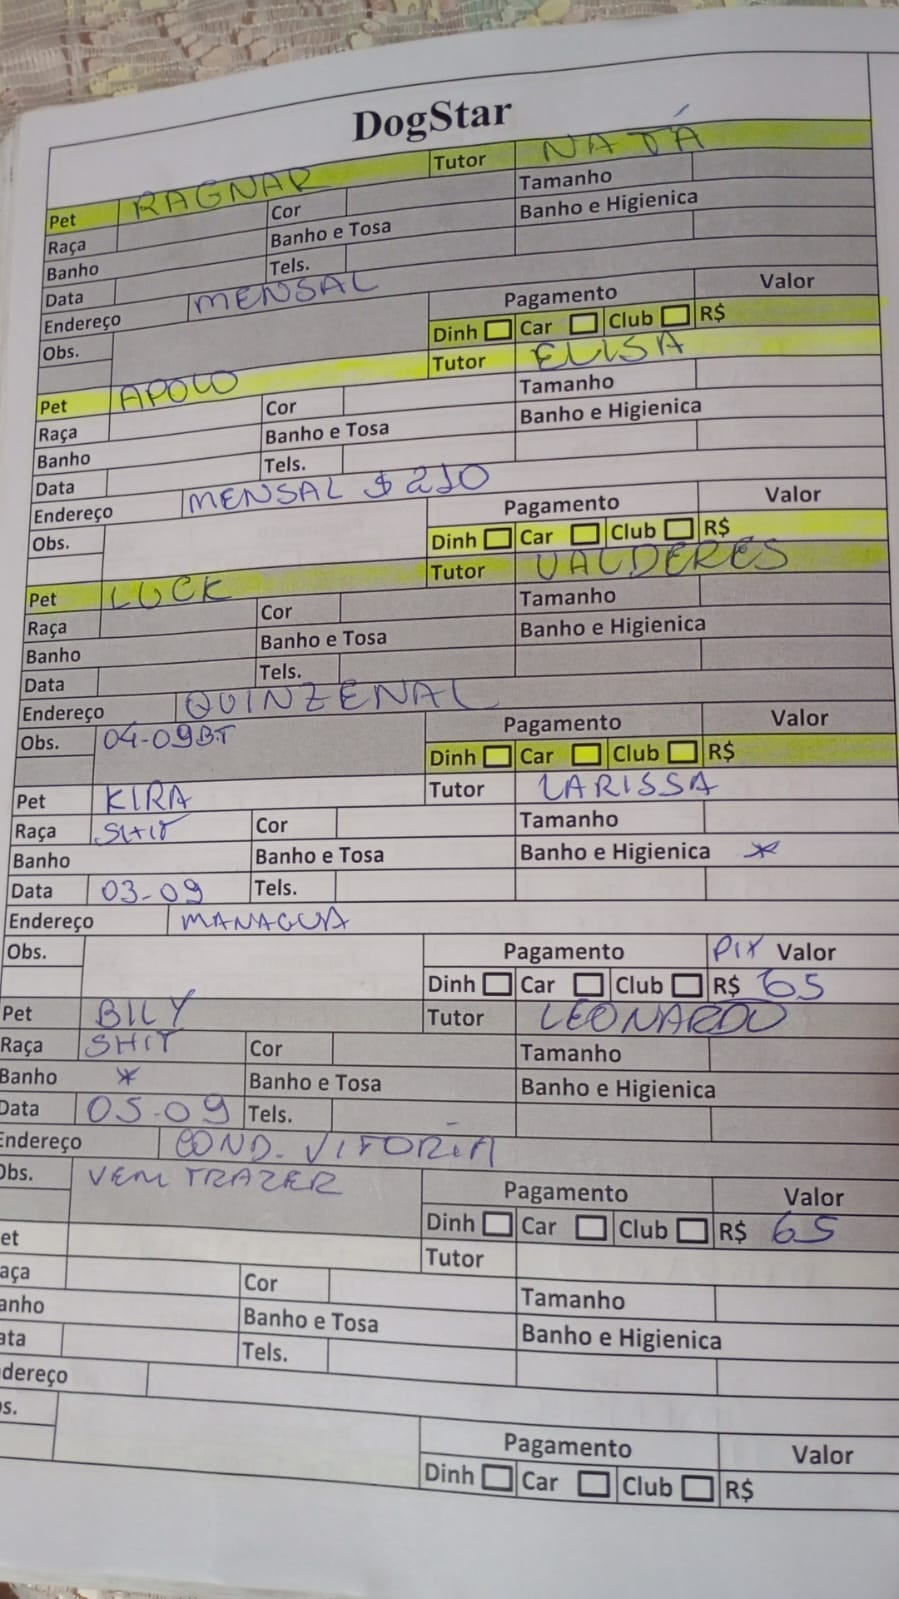 DogStar
Pet RAGNAR Tutor NATÃ
Raça Cor Tamanho
Banho Banho e Tosa Banho e Higienica
Data Tels.
Endereço MENSAL
Obs. Pagamento Valor
Dinh Car Club R$
Pet APOLO Tutor ELISA
Raça Cor Tamanho
Banho Banho e Tosa Banho e Higienica
Data Tels.
Endereço MENSAL $ 210
Obs. Pagamento Valor
Dinh Car Club R$
Pet LUCK Tutor VALDERES
Raça Cor Tamanho
Banho Banho e Tosa Banho e Higienica
Data Tels.
Endereço QUINZENAL
Obs. 04-09 BT Pagamento Valor
Dinh Car Club R$
Pet KIRA Tutor LARISSA
Raça SHIT Cor Tamanho
Banho Banho e Tosa Banho e Higienica *
Data 03-09 Tels.
Endereço MANAGUA
Obs. Pagamento PIX Valor
Dinh Car Club R$ 65
Pet BILY Tutor LEONARDO
Raça SHIT Cor Tamanho
Banho * Banho e Tosa Banho e Higienica
Data 05-09 Tels.
Endereço COND. VITORIA
Obs. VEM TRAZER Pagamento Valor
Dinh Car Club R$ 65
et Tutor
aça Cor Tamanho
anho Banho e Tosa Banho e Higienica
ata Tels.
dereço
s. Pagamento Valor
Dinh Car Club R$